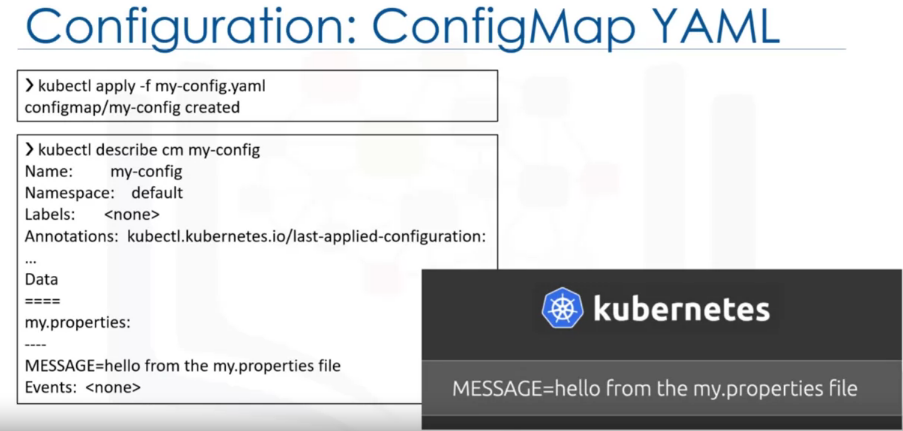 Configuration: ConfigMap YAML
❯ kubectl apply -f my-config.yaml
configmap/my-config created
❯ kubectl describe cm my-config
Name: my-config
Namespace: default
Labels: <none>
Annotations: kubectl.kubernetes.io/last-applied-configuration:
...
Data
====
my.properties:
----
MESSAGE=hello from the my.properties file
Events: <none>
kubernetes
MESSAGE=hello from the my.properties file